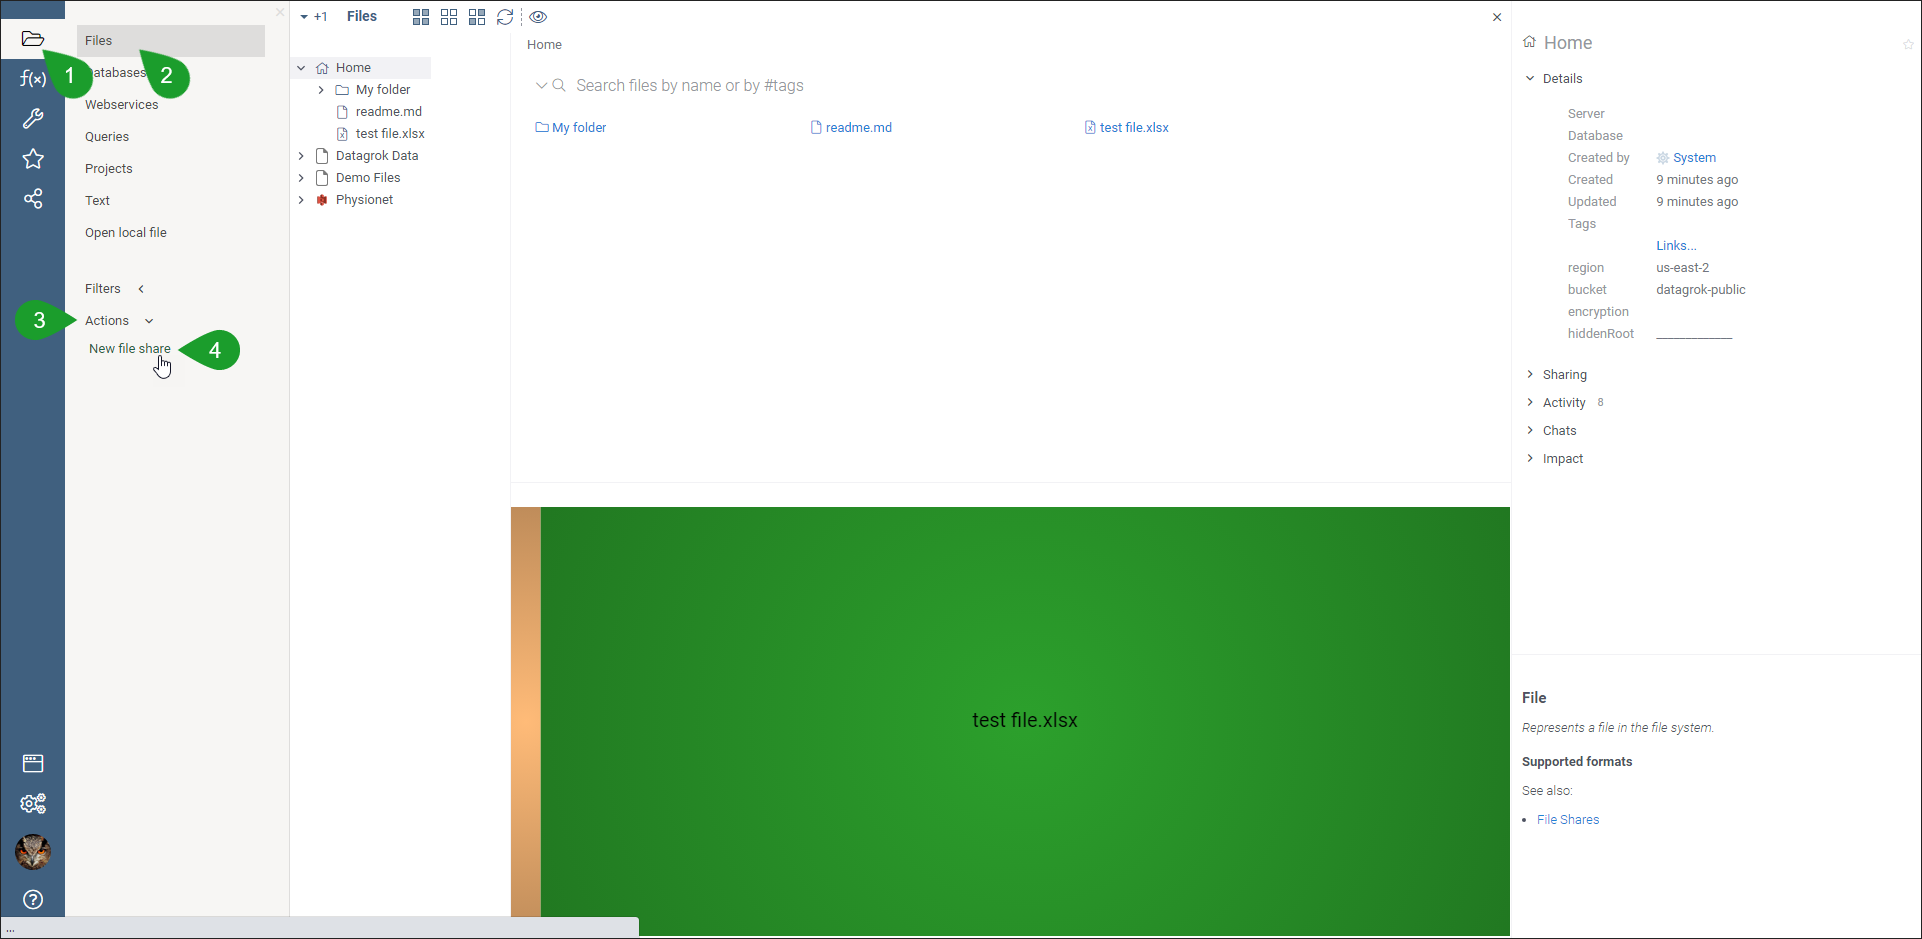 1
f(x)
Files
2
Databases
Webservices
Queries
Projects
Text
Open local file
Filters
3
Actions
New file share
4
...
+1
Files
Home
My folder
readme.md
test file.xlsx
Datagrok Data
Demo Files
Physionet
Home
Search files by name or by #tags
My folder
readme.md
test file.xlsx
test file.xlsx
Home
Details
Server
Database
Created by System
Created 9 minutes ago
Updated 9 minutes ago
Tags
Links...
region us-east-2
bucket datagrok-public
encryption
hiddenRoot
Sharing
Activity 8
Chats
Impact
File
Represents a file in the file system.
Supported formats
See also:
• File Shares